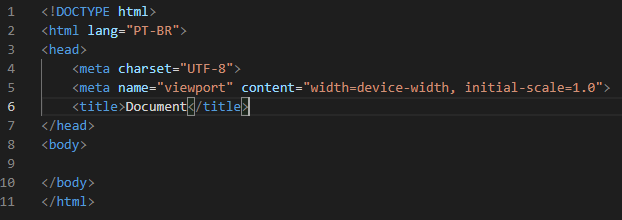 1 <!DOCTYPE html>
2 <html lang="PT-BR">
3 <head>
4 <meta charset="UTF-8">
5 <meta name="viewport" content="width=device-width, initial-scale=1.0">
6 <title>Document</title>
7 </head>
8 <body>
9
10 </body>
11 </html>